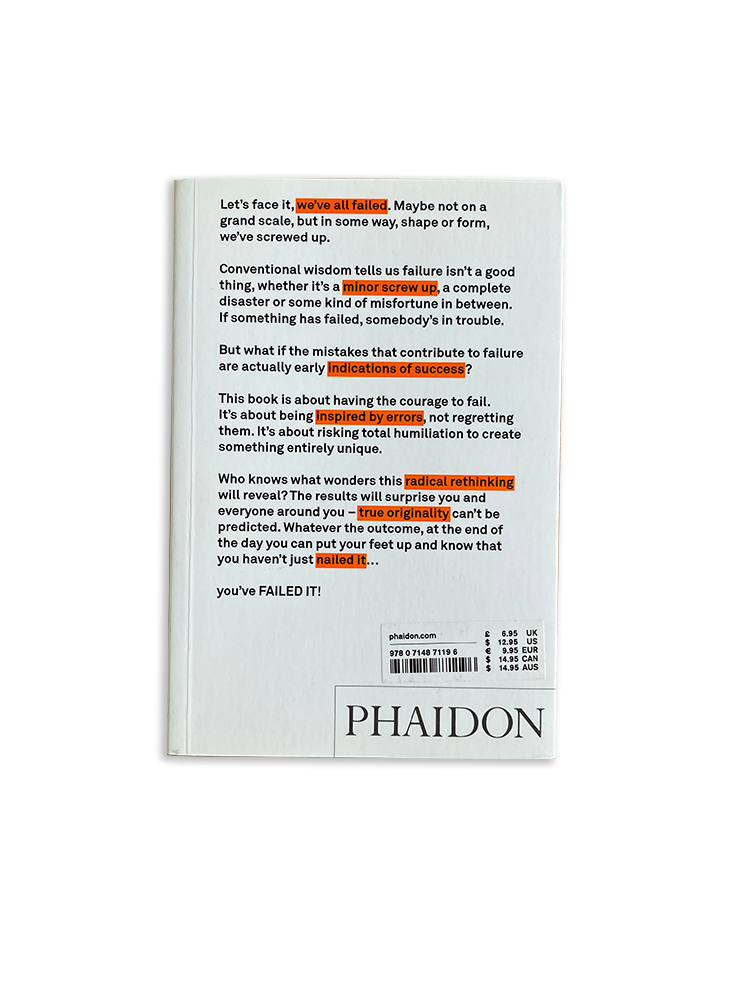 Let's face it, we've all failed. Maybe not on a
grand scale, but in some way, shape or form,
we've screwed up.
Conventional wisdom tells us failure isn't a good
thing, whether it's a minor screw up, a complete
disaster or some kind of misfortune in between.
If something has failed, somebody's in trouble.
But what if the mistakes that contribute to failure
are actually early indications of success?
This book is about having the courage to fail.
It's about being inspired by errors, not regretting
them. It's about risking total humiliation to create
something entirely unique.
Who knows what wonders this radical rethinking
will reveal? The results will surprise you and
everyone around you – true originality can't be
predicted. Whatever the outcome, at the end of
the day you can put your feet up and know that
you haven't just nailed it...
you've FAILED IT!
phaidon.com
978 0 7148 7119 6
£ 6.95 UK
$ 12.95 US
€ 9.95 EUR
$ 14.95 CAN
$ 14.95 AUS
PHAIDON